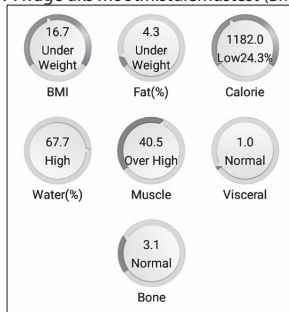 16.7
Under
Weight
BMI
4.3
Under
Weight
Fat(%)
1182.0
Low24.3%
Calorie
67.7
High
Water(%)
40.5
Over High
Muscle
1.0
Normal
Visceral
3.1
Normal
Bone